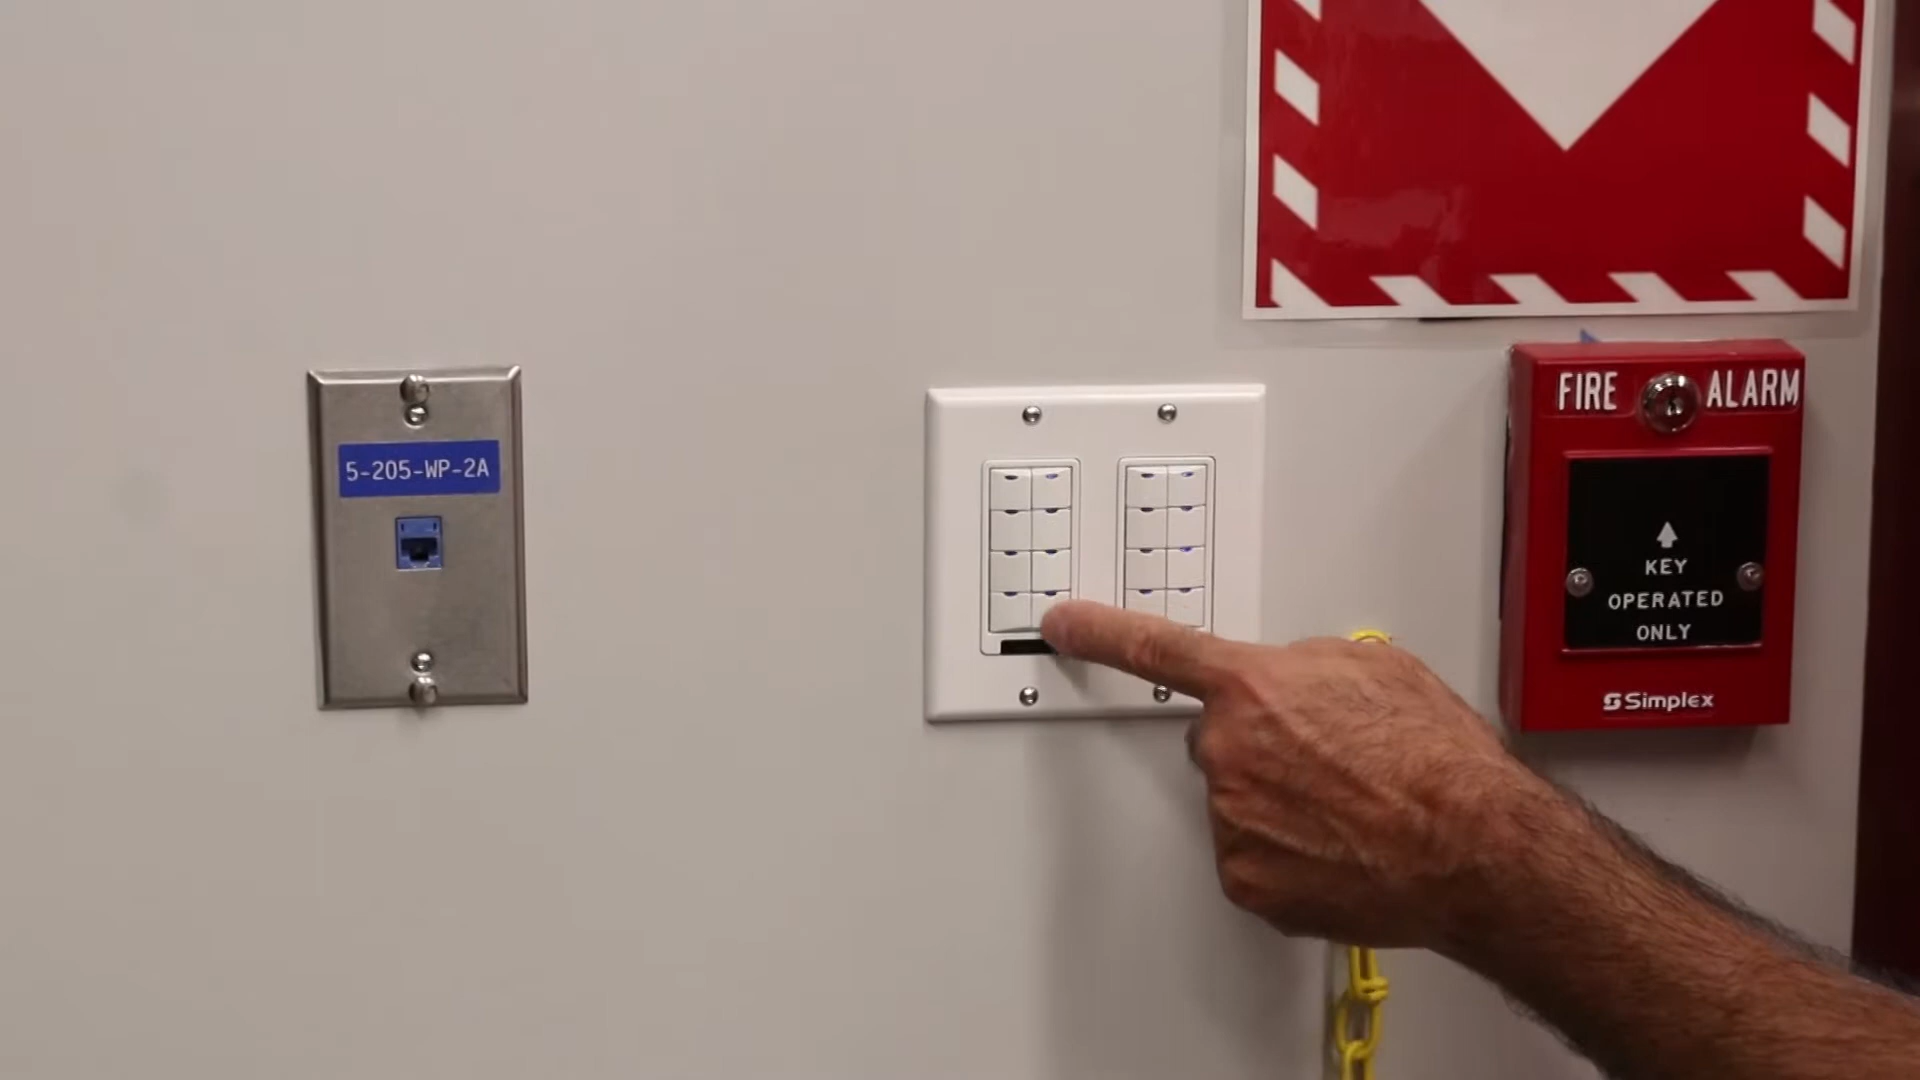 5-205-WP-2A
FIRE ALARM
KEY
OPERATED
ONLY
Simplex